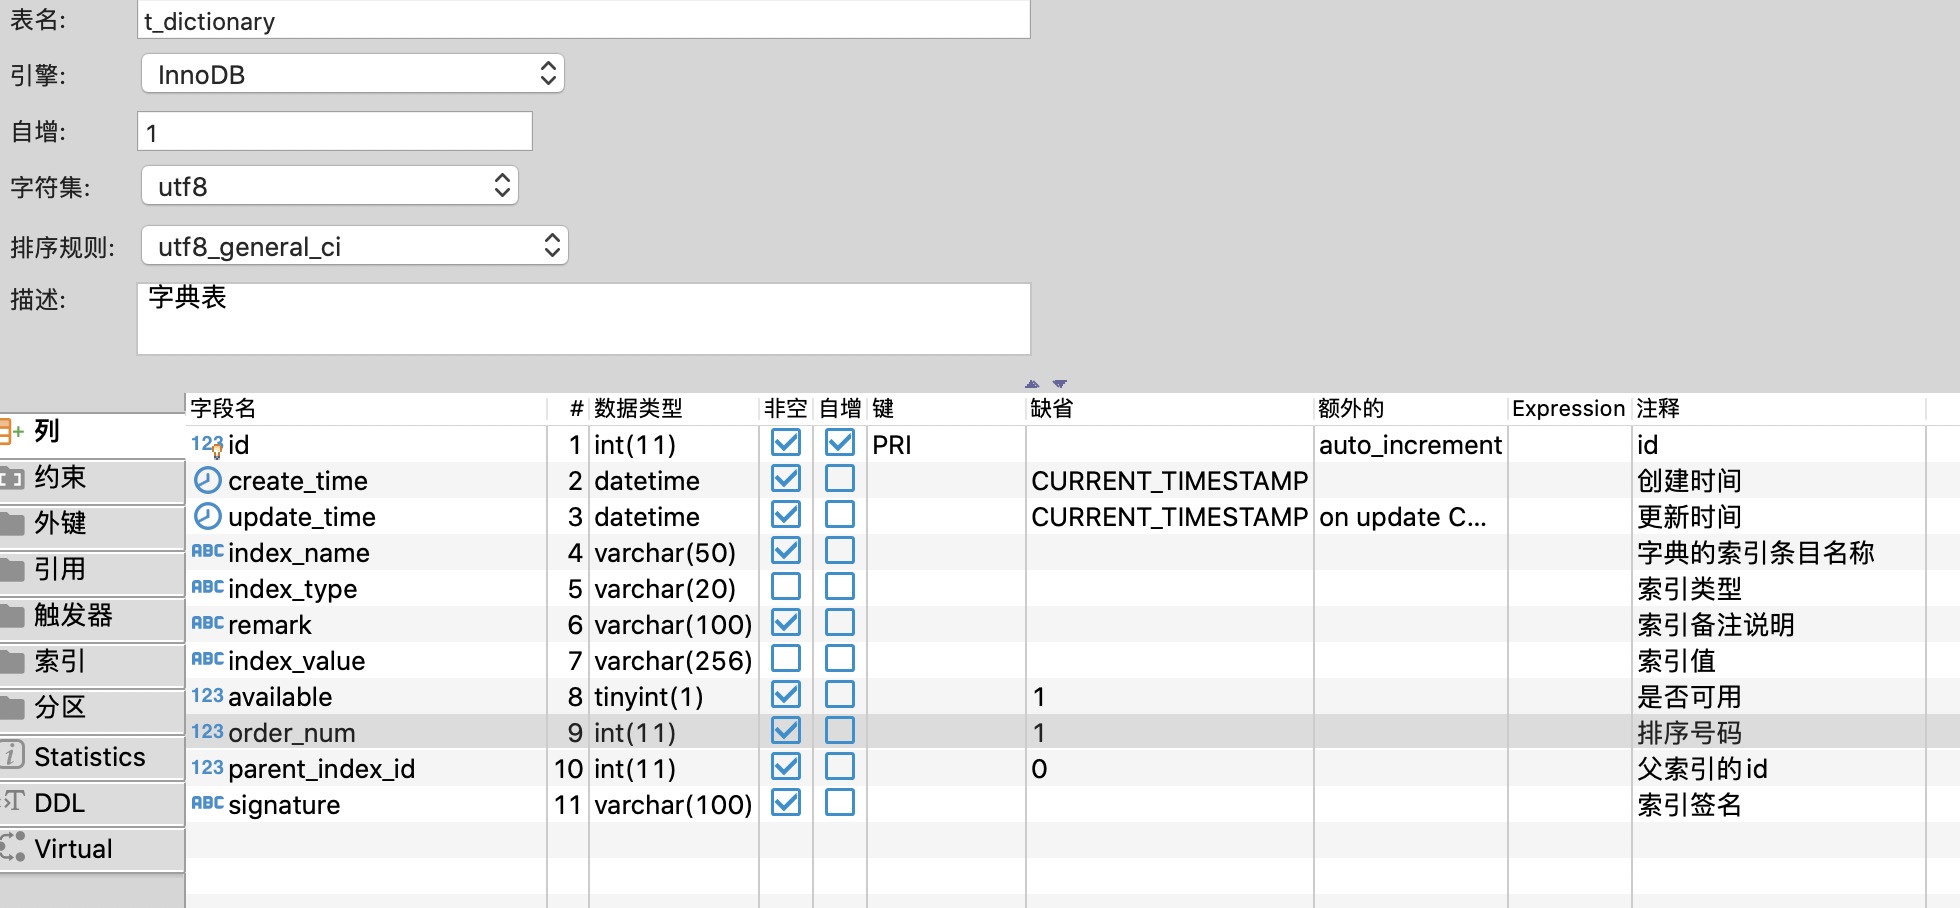 表名: t_dictionary
引擎: InnoDB
自增: 1
字符集: utf8
排序规则: utf8_general_ci
描述: 字典表
列
约束
外键
引用
触发器
索引
分区
Statistics
DDL
Virtual
字段名 # 数据类型 非空 自增 键 缺省 额外的 Expression 注释
123 id 1 int(11) PRI auto_increment id
create_time 2 datetime CURRENT_TIMESTAMP 创建时间
update_time 3 datetime CURRENT_TIMESTAMP on update C... 更新时间
ABC index_name 4 varchar(50) 字典的索引条目名称
ABC index_type 5 varchar(20) 索引类型
ABC remark 6 varchar(100) 索引备注说明
ABC index_value 7 varchar(256) 索引值
123 available 8 tinyint(1) 1 是否可用
123 order_num 9 int(11) 1 排序号码
123 parent_index_id 10 int(11) 0 父索引的id
ABC signature 11 varchar(100) 索引签名